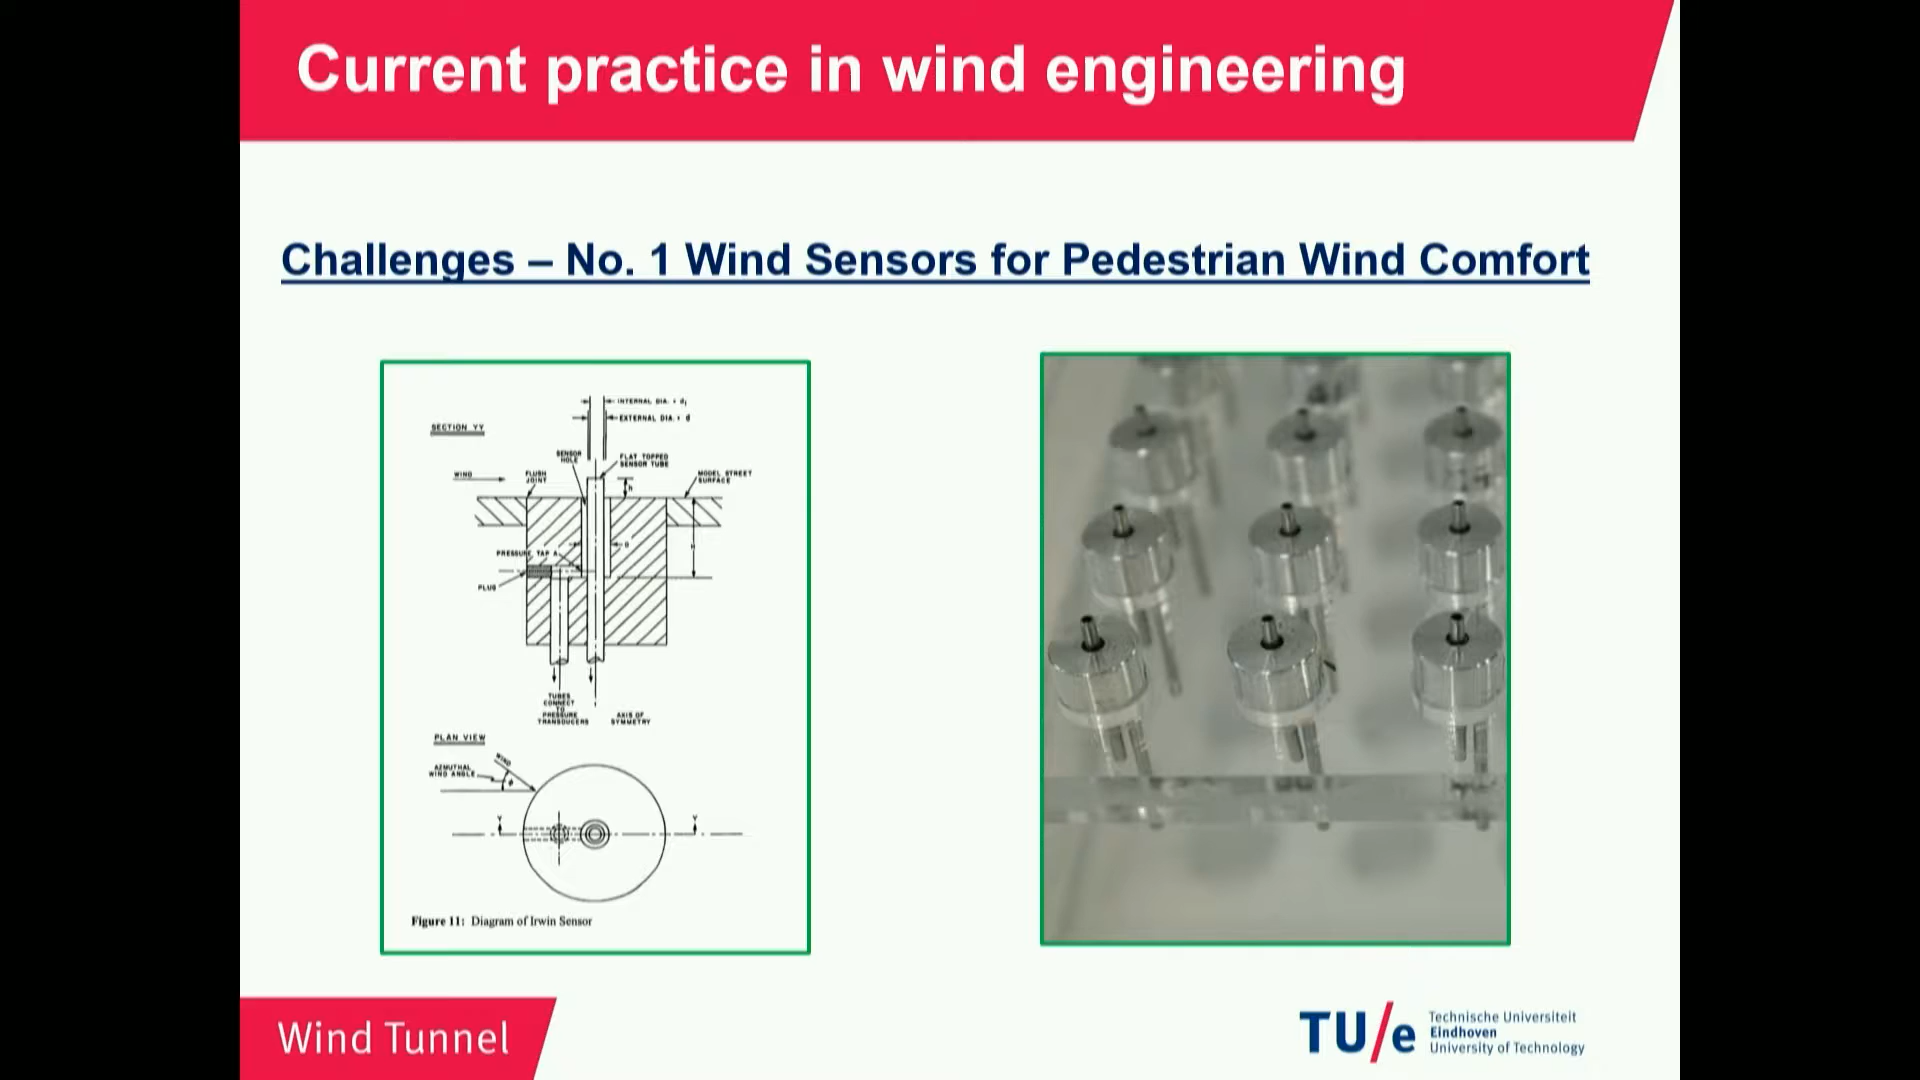 Current practice in wind engineering
Challenges – No. 1 Wind Sensors for Pedestrian Wind Comfort
INTERNAL DIA. = d₁
EXTERNAL DIA. = d
SECTION YY
SENSOR
HOLE
FLAT TOPPED
SENSOR TUBE
WIND
FLUSH
JOINT
h
MODEL STREET
SURFACE
PRESSURE TAP A
D
H
PLUG
TUBES
CONNECT
TO
PRESSURE
TRANSDUCERS
AXIS OF
SYMMETRY
PLAN VIEW
WIND
AZIMUTHAL
WIND ANGLE
Y
Y
Figure 11: Diagram of Irwin Sensor
Wind Tunnel
TU/e
Technische Universiteit
Eindhoven
University of Technology